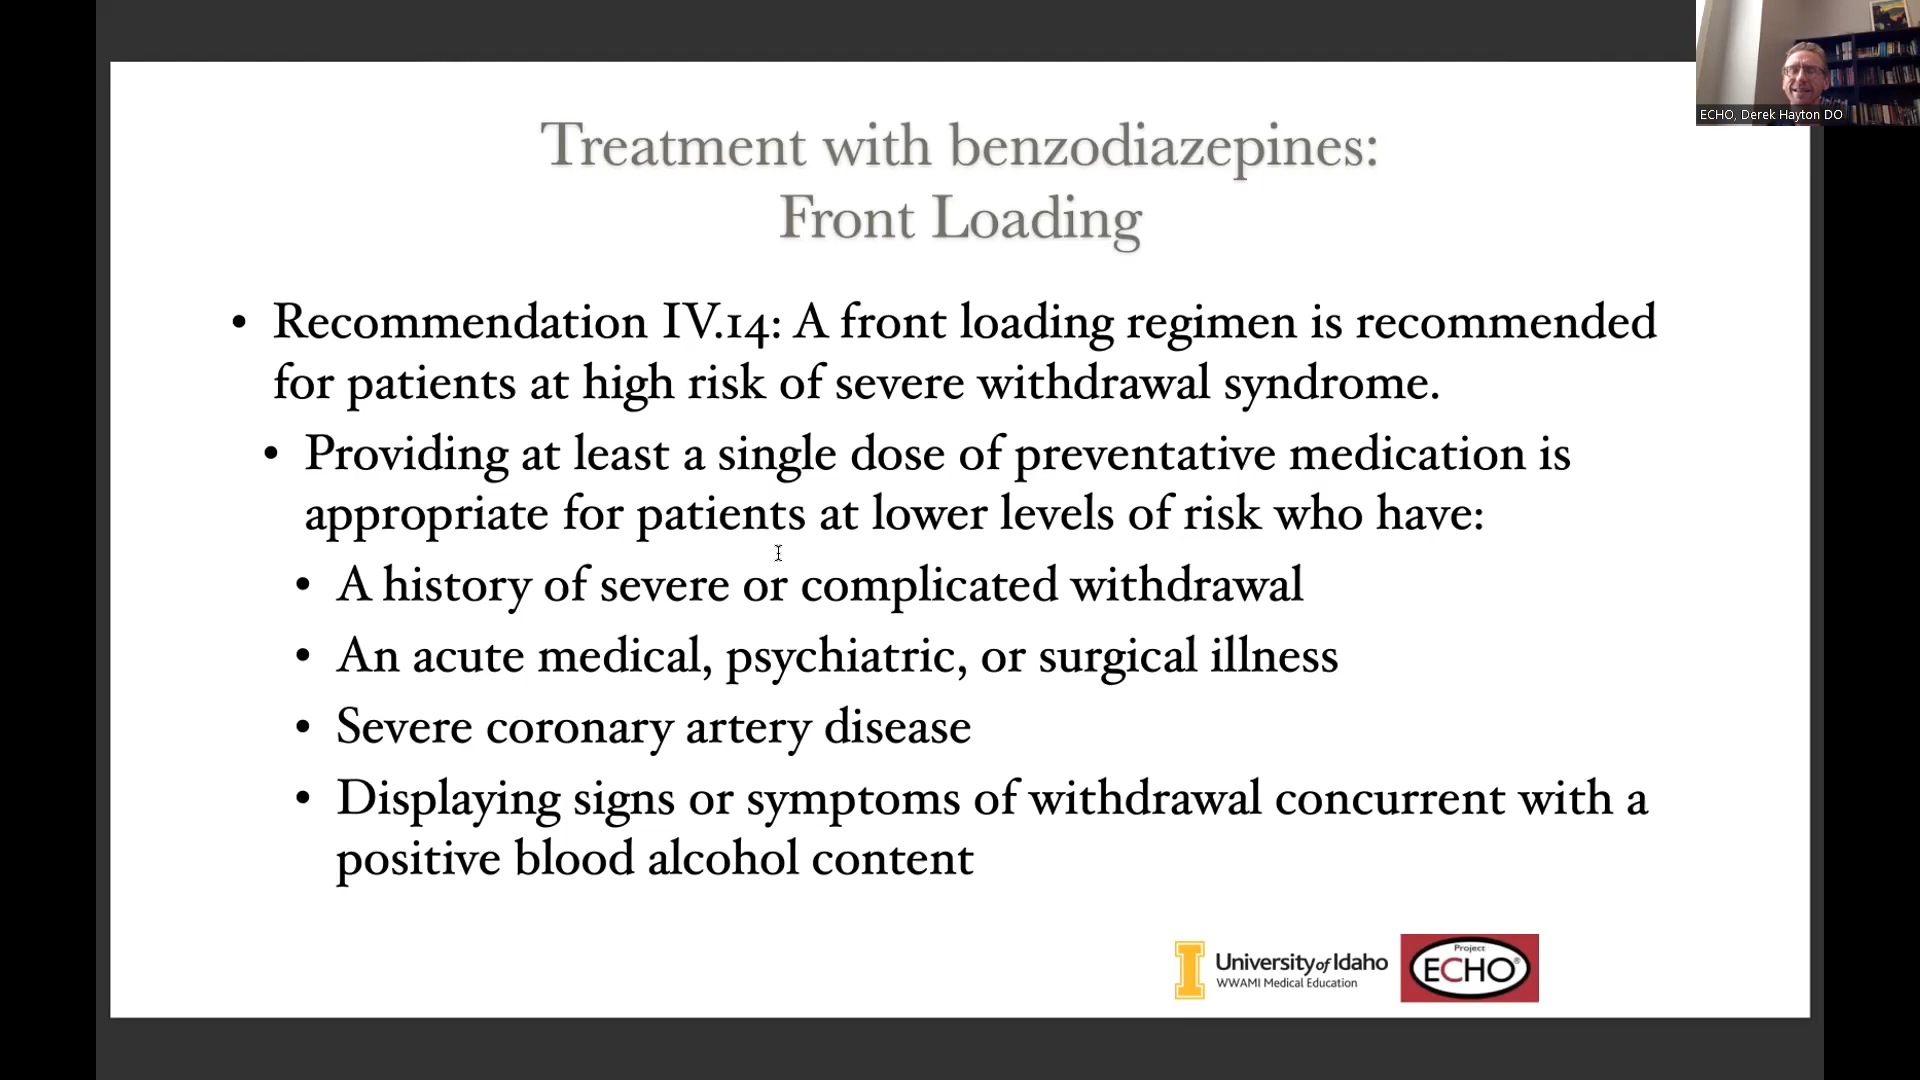 ECHO, Derek Hayton DO
Treatment with benzodiazepines:
Front Loading
• Recommendation IV.14: A front loading regimen is recommended
for patients at high risk of severe withdrawal syndrome.
• Providing at least a single dose of preventative medication is
appropriate for patients at lower levels of risk who have:
• A history of severe or complicated withdrawal
• An acute medical, psychiatric, or surgical illness
• Severe coronary artery disease
• Displaying signs or symptoms of withdrawal concurrent with a
positive blood alcohol content
I
University of Idaho
WWAMI Medical Education
Project
ECHO®